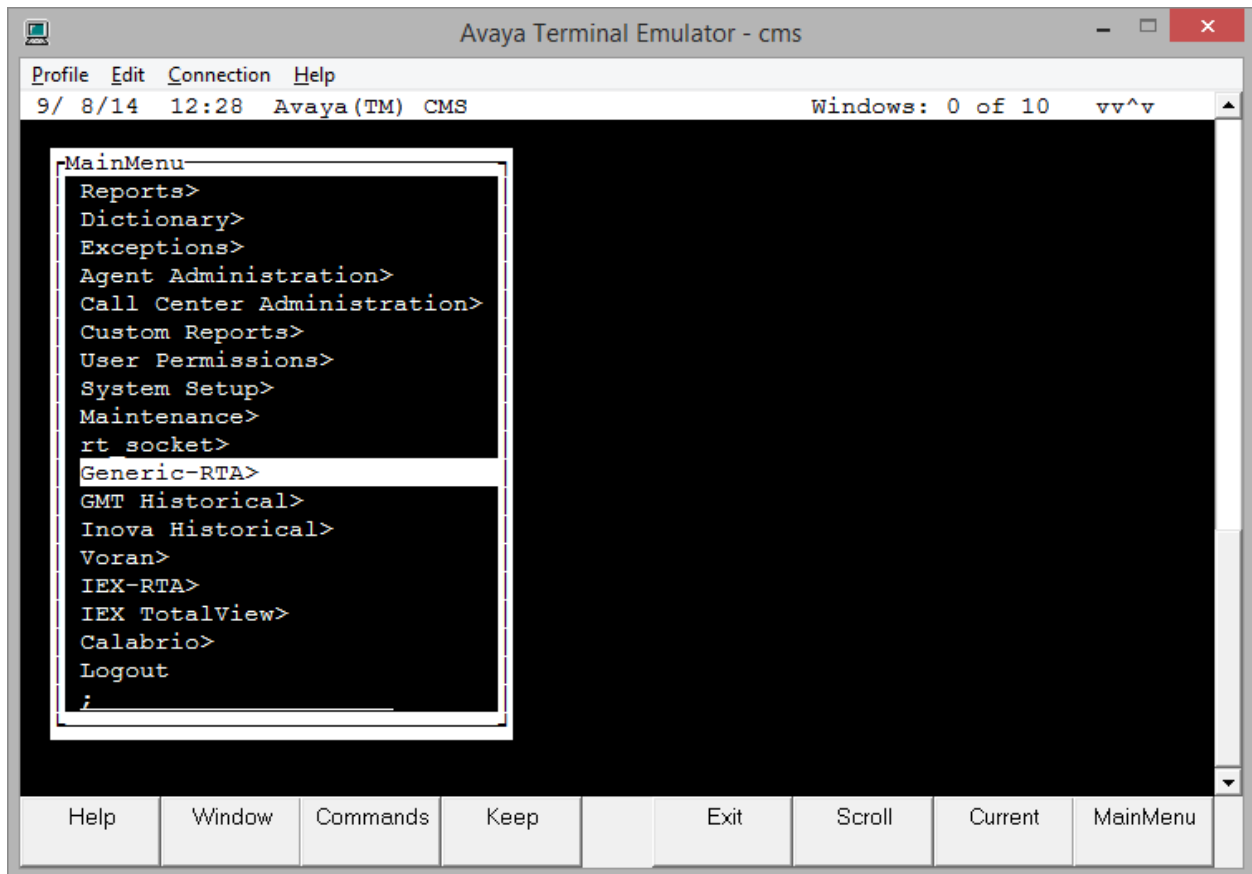 Avaya Terminal Emulator - cms
Profile Edit Connection Help
9/ 8/14 12:28 Avaya(TM) CMS Windows: 0 of 10 vv^v
MainMenu
Reports>
Dictionary>
Exceptions>
Agent Administration>
Call Center Administration>
Custom Reports>
User Permissions>
System Setup>
Maintenance>
rt_socket>
Generic-RTA>
GMT Historical>
Inova Historical>
Voran>
IEX-RTA>
IEX TotalView>
Calabrio>
Logout
;
Help Window Commands Keep Exit Scroll Current MainMenu